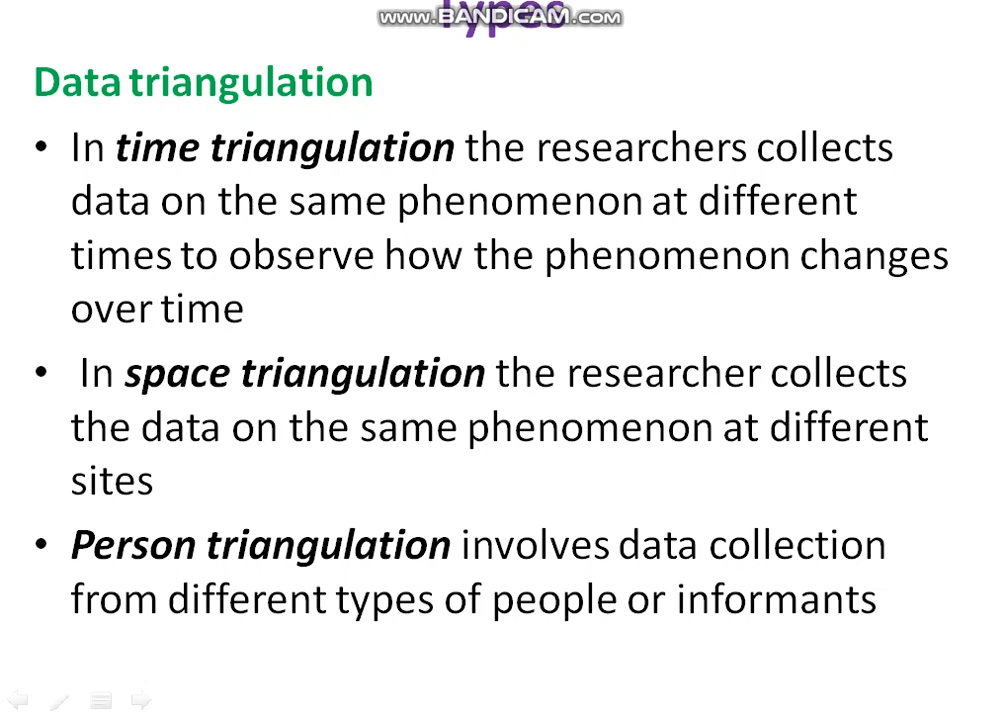 Types
www.BANDICAM.com
Data triangulation
• In time triangulation the researchers collects
data on the same phenomenon at different
times to observe how the phenomenon changes
over time
• In space triangulation the researcher collects
the data on the same phenomenon at different
sites
• Person triangulation involves data collection
from different types of people or informants